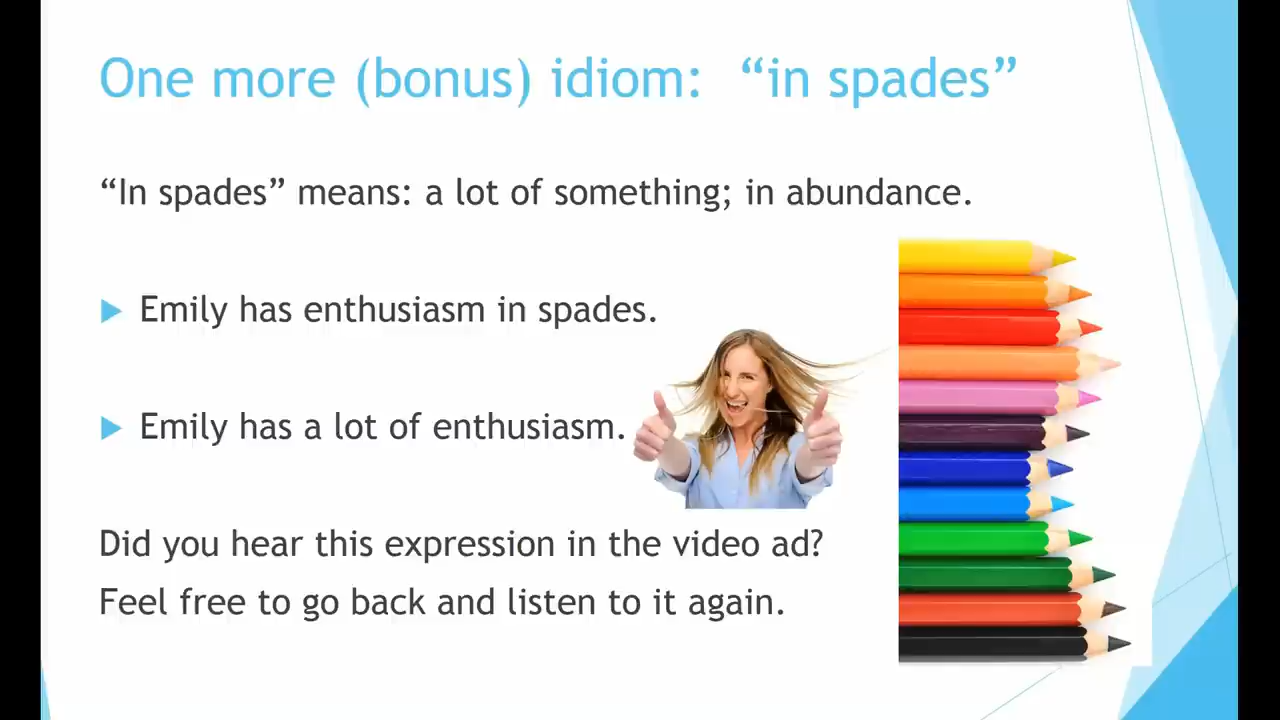 One more (bonus) idiom:  “in spades”
“In spades” means: a lot of something; in abundance.
Emily has enthusiasm in spades.
Emily has a lot of enthusiasm.
Did you hear this expression in the video ad?
Feel free to go back and listen to it again.